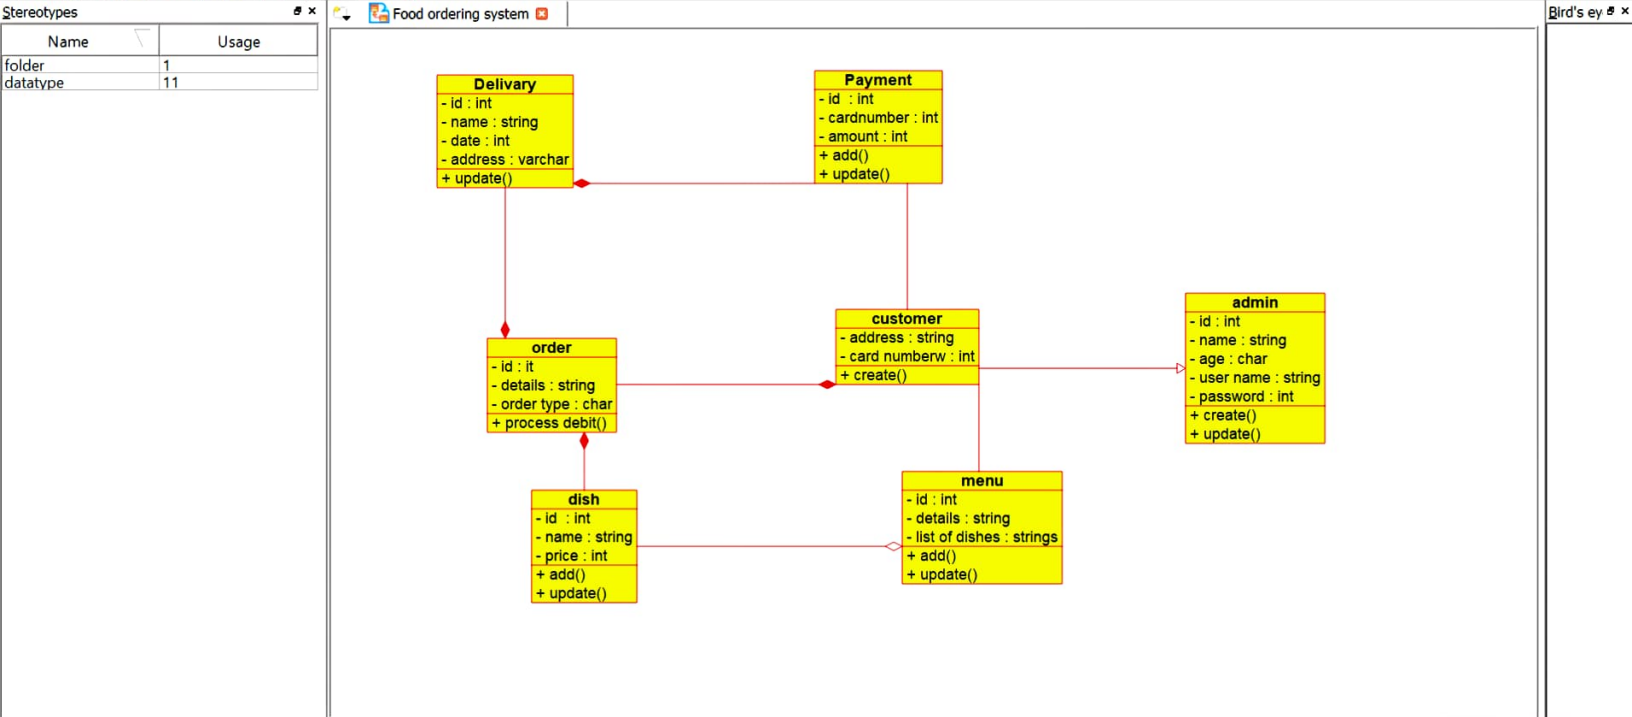 Stereotypes
Name Usage
folder 1
datatype 11
Food ordering system
Bird's ey
Delivary
- id : int
- name : string
- date : int
- address : varchar
+ update()
Payment
- id : int
- cardnumber : int
- amount : int
+ add()
+ update()
customer
- address : string
- card numberw : int
+ create()
admin
- id : int
- name : string
- age : char
- user name : string
- password : int
+ create()
+ update()
order
- id : it
- details : string
- order type : char
+ process debit()
dish
- id : int
- name : string
- price : int
+ add()
+ update()
menu
- id : int
- details : string
- list of dishes : strings
+ add()
+ update()